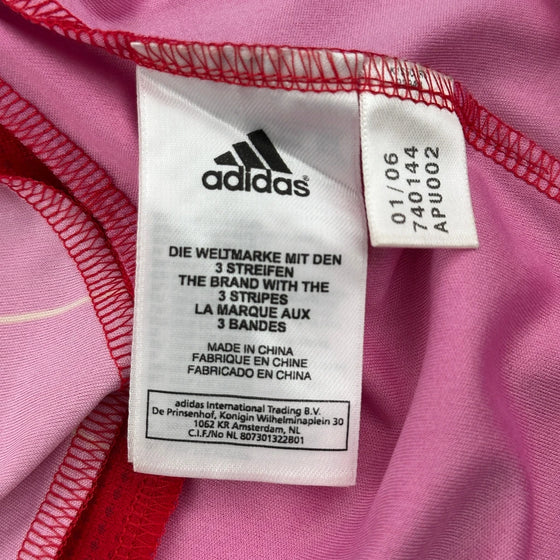 adidas
DIE WELTMARKE MIT DEN
3 STREIFEN
THE BRAND WITH THE
3 STRIPES
LA MARQUE AUX
3 BANDES
MADE IN CHINA
FABRIQUE EN CHINE
FABRICADO EN CHINA
adidas International Trading B.V.
De Prinsenhof, Konigin Wilhelminaplein 30
1062 KR Amsterdam, NL
C.I.F./No NL 807301322B01
01/06
740144
APU002